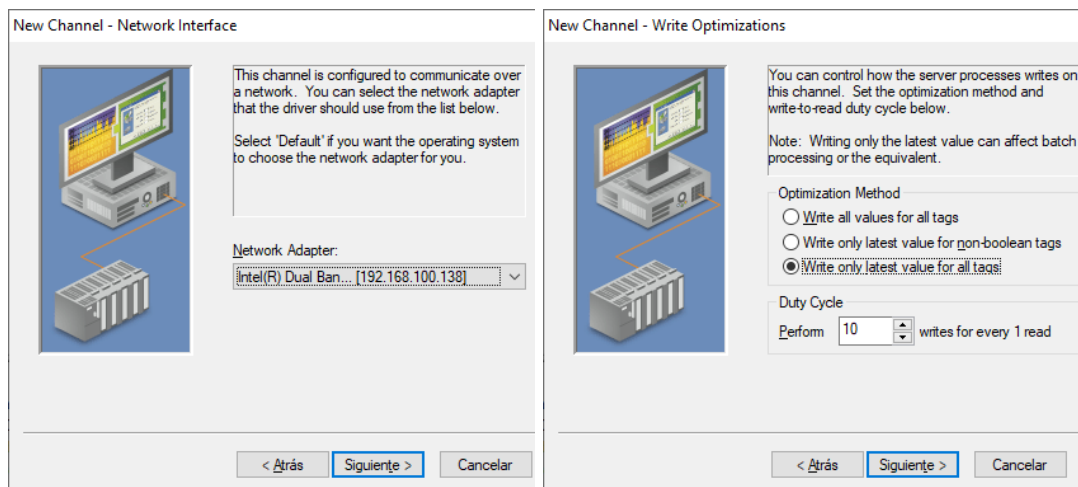 New Channel - Network Interface
This channel is configured to communicate over
a network. You can select the network adapter
that the driver should use from the list below.
Select 'Default' if you want the operating system
to choose the network adapter for you.
Network Adapter:
Intel(R) Dual Ban... [192.168.100.138]
< Atrás
Siguiente >
Cancelar
New Channel - Write Optimizations
You can control how the server processes writes on
this channel. Set the optimization method and
write-to-read duty cycle below.
Note: Writing only the latest value can affect batch
processing or the equivalent.
Optimization Method
Write all values for all tags
Write only latest value for non-boolean tags
Write only latest value for all tags
Duty Cycle
Perform 10 writes for every 1 read
< Atrás
Siguiente >
Cancelar